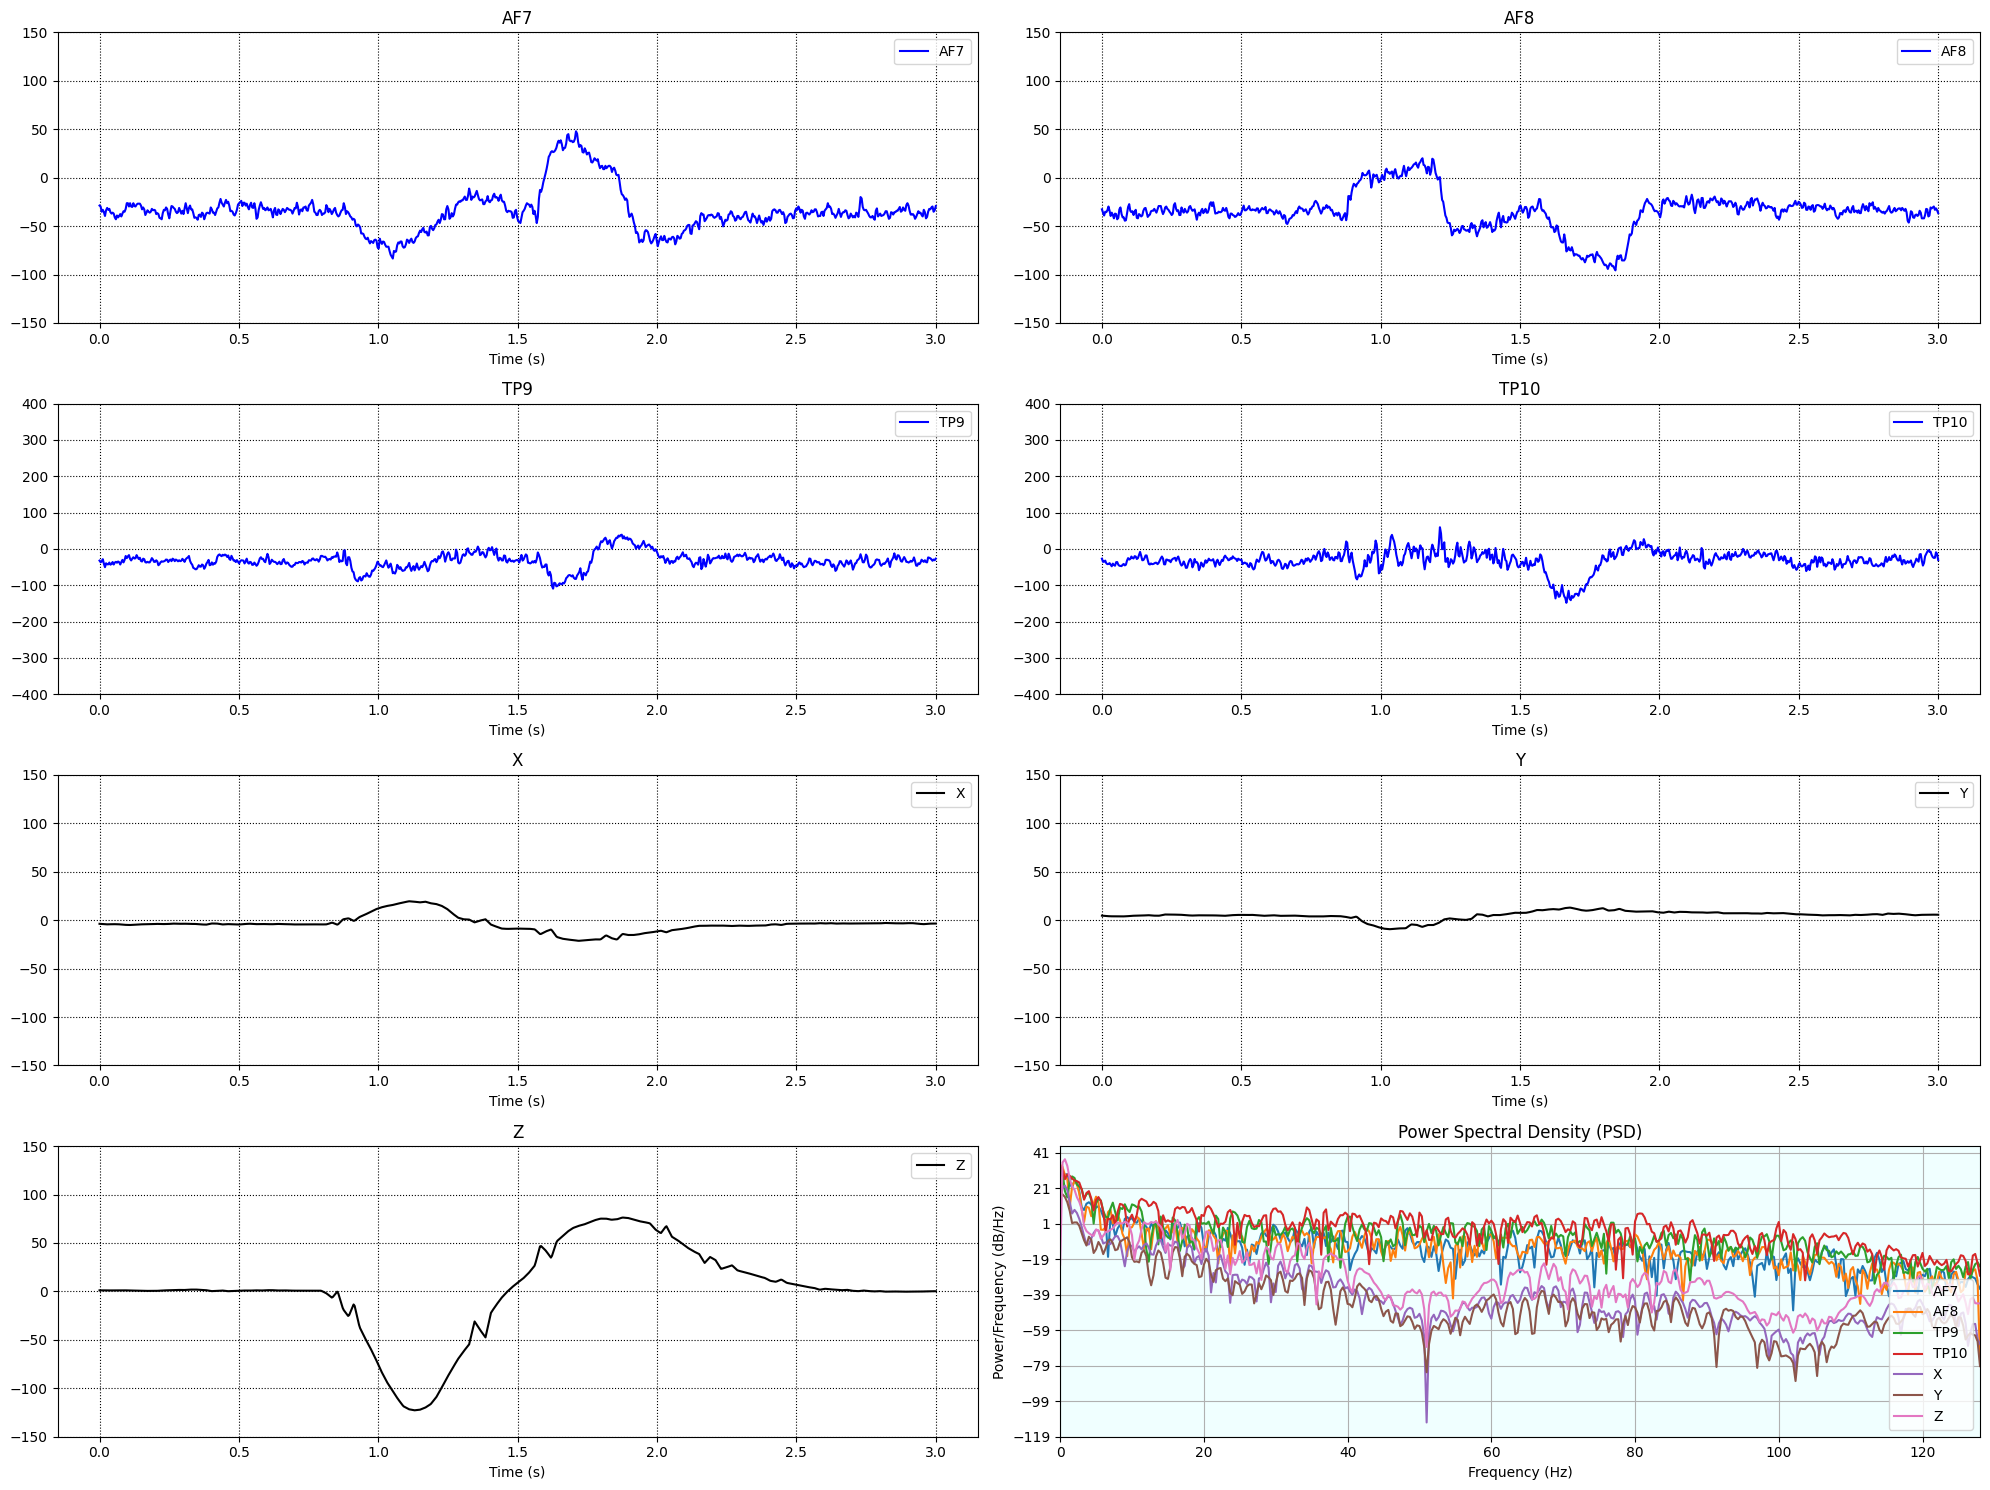 AF7
150
100
50
0
−50
−100
−150
0.0 0.5 1.0 1.5 2.0 2.5 3.0
Time (s)
AF7
AF8
150
100
50
0
−50
−100
−150
0.0 0.5 1.0 1.5 2.0 2.5 3.0
Time (s)
AF8
TP9
400
300
200
100
0
−100
−200
−300
−400
0.0 0.5 1.0 1.5 2.0 2.5 3.0
Time (s)
TP9
TP10
400
300
200
100
0
−100
−200
−300
−400
0.0 0.5 1.0 1.5 2.0 2.5 3.0
Time (s)
TP10
X
150
100
50
0
−50
−100
−150
0.0 0.5 1.0 1.5 2.0 2.5 3.0
Time (s)
X
Y
150
100
50
0
−50
−100
−150
0.0 0.5 1.0 1.5 2.0 2.5 3.0
Time (s)
Y
Z
150
100
50
0
−50
−100
−150
0.0 0.5 1.0 1.5 2.0 2.5 3.0
Time (s)
Z
Power Spectral Density (PSD)
Power/Frequency (dB/Hz)
41
21
1
−19
−39
−59
−79
−99
−119
0 20 40 60 80 100 120
Frequency (Hz)
AF7
AF8
TP9
TP10
X
Y
Z